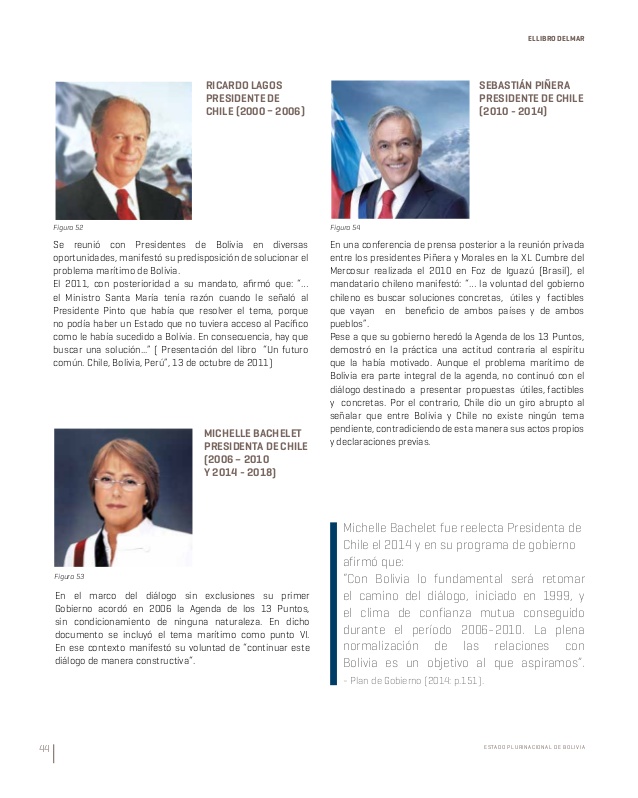 EL LIBRO DEL MAR
RICARDO LAGOS
PRESIDENTE DE
CHILE (2000 – 2006)
Figura 52
Se reunió con Presidentes de Bolivia en diversas
oportunidades, manifestó su predisposición de solucionar el
problema marítimo de Bolivia.
El 2011, con posterioridad a su mandato, afirmó que: "...
el Ministro Santa María tenía razón cuando le señaló al
Presidente Pinto que había que resolver el tema, porque
no podía haber un Estado que no tuviera acceso al Pacífico
como le había sucedido a Bolivia. En consecuencia, hay que
buscar una solución..." ( Presentación del libro "Un futuro
común. Chile, Bolivia, Perú", 13 de octubre de 2011)
MICHELLE BACHELET
PRESIDENTA DE CHILE
(2006 – 2010
Y 2014 - 2018)
Figura 53
En el marco del diálogo sin exclusiones su primer
Gobierno acordó en 2006 la Agenda de los 13 Puntos,
sin condicionamiento de ninguna naturaleza. En dicho
documento se incluyó el tema marítimo como punto VI.
En ese contexto manifestó su voluntad de "continuar este
diálogo de manera constructiva".
SEBASTIÁN PIÑERA
PRESIDENTE DE CHILE
(2010 - 2014)
Figura 54
En una conferencia de prensa posterior a la reunión privada
entre los presidentes Piñera y Morales en la XL Cumbre del
Mercosur realizada el 2010 en Foz de Iguazú (Brasil), el
mandatario chileno manifestó: "... la voluntad del gobierno
chileno es buscar soluciones concretas, útiles y factibles
que vayan en beneficio de ambos países y de ambos
pueblos".
Pese a que su gobierno heredó la Agenda de los 13 Puntos,
demostró en la práctica una actitud contraria al espíritu
que la había motivado. Aunque el problema marítimo de
Bolivia era parte integral de la agenda, no continuó con el
diálogo destinado a presentar propuestas útiles, factibles
y concretas. Por el contrario, Chile dio un giro abrupto al
señalar que entre Bolivia y Chile no existe ningún tema
pendiente, contradiciendo de esta manera sus actos propios
y declaraciones previas.
Michelle Bachelet fue reelecta Presidenta de
Chile el 2014 y en su programa de gobierno
afirmó que:
"Con Bolivia lo fundamental será retomar
el camino del diálogo, iniciado en 1999, y
el clima de confianza mutua conseguido
durante el período 2006-2010. La plena
normalización de las relaciones con
Bolivia es un objetivo al que aspiramos".
- Plan de Gobierno (2014: p.151).
44
ESTADO PLURINACIONAL DE BOLIVIA